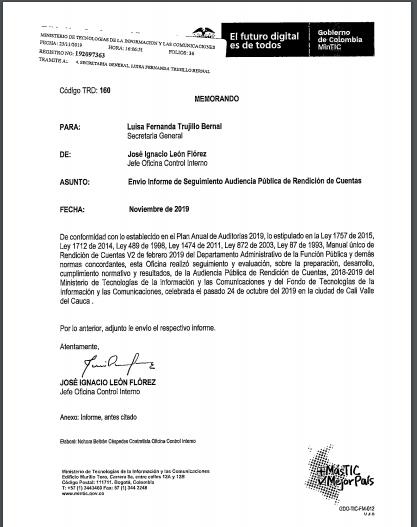 MINISTERIO DE TECNOLOGIAS DE LA INFORMACION Y LAS COMUNICACIONES
FECHA: 25/11/2019 HORA: 16:06:31 FOLIOS: 36
REGISTRO NO: 192097363
TRAMITE A: 4. SECRETARIA GENERAL, LUISA FERNANDA TRUJILLO BERNAL
El futuro digital
es de todos
Gobierno
de Colombia
MinTIC
Código TRD: 160
MEMORANDO
PARA: Luisa Fernanda Trujillo Bernal
Secretaria General
DE: José Ignacio León Flórez
Jefe Oficina Control Interno
ASUNTO: Envío Informe de Seguimiento Audiencia Pública de Rendición de Cuentas
FECHA: Noviembre de 2019
De conformidad con lo establecido en el Plan Anual de Auditorias 2019, lo estipulado en la Ley 1757 de 2015,
Ley 1712 de 2014, Ley 489 de 1998, Ley 1474 de 2011, Ley 872 de 2003, Ley 87 de 1993, Manual único de
Rendición de Cuentas V2 de febrero 2019 del Departamento Administrativo de la Función Pública y demás
normas concordantes, esta Oficina realizó seguimiento y evaluación, sobre la preparación, desarrollo,
cumplimiento normativo y resultados, de la Audiencia Pública de Rendición de Cuentas, 2018-2019 del
Ministerio de Tecnologías de la Información y las Comunicaciones y del Fondo de Tecnologías de la
Información y las Comunicaciones, celebrada el pasado 24 de octubre del 2019 en la ciudad de Cali Valle
del Cauca .
Por lo anterior, adjunto le envío el respectivo informe.
Atentamente,
JOSÉ IGNACIO LEÓN FLÓREZ
Jefe Oficina Control Interno
Anexo: Informe, antes citado
Elaboró: Nohora Beltrán Céspedes Contratista Oficina Control Interno
Ministerio de Tecnologías de la Información y las Comunicaciones
Edificio Murillo Toro, Carrera 8a, entre calles 12A y 12B
Código Postal: 111711. Bogotá, Colombia
T: +57 (1) 3443460 Fax: 57 (1) 344 2248
www.mintic.gov.co
+MásTIC
MejorPaís
GDO-TIC-FM-012